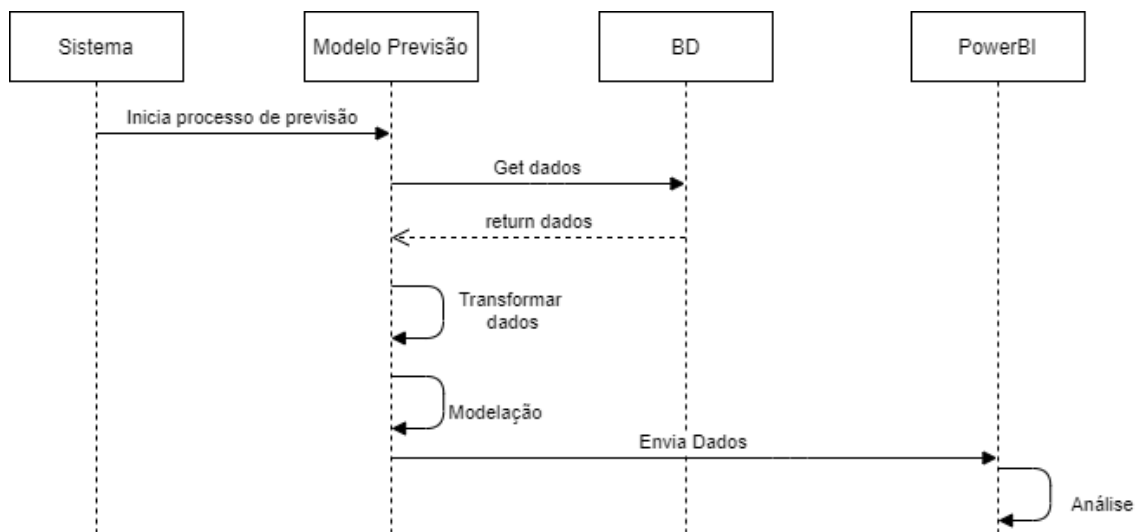 Sistema
Modelo Previsão
BD
PowerBI
Inicia processo de previsão
Get dados
return dados
Transformar
dados
Modelação
Envia Dados
Análise